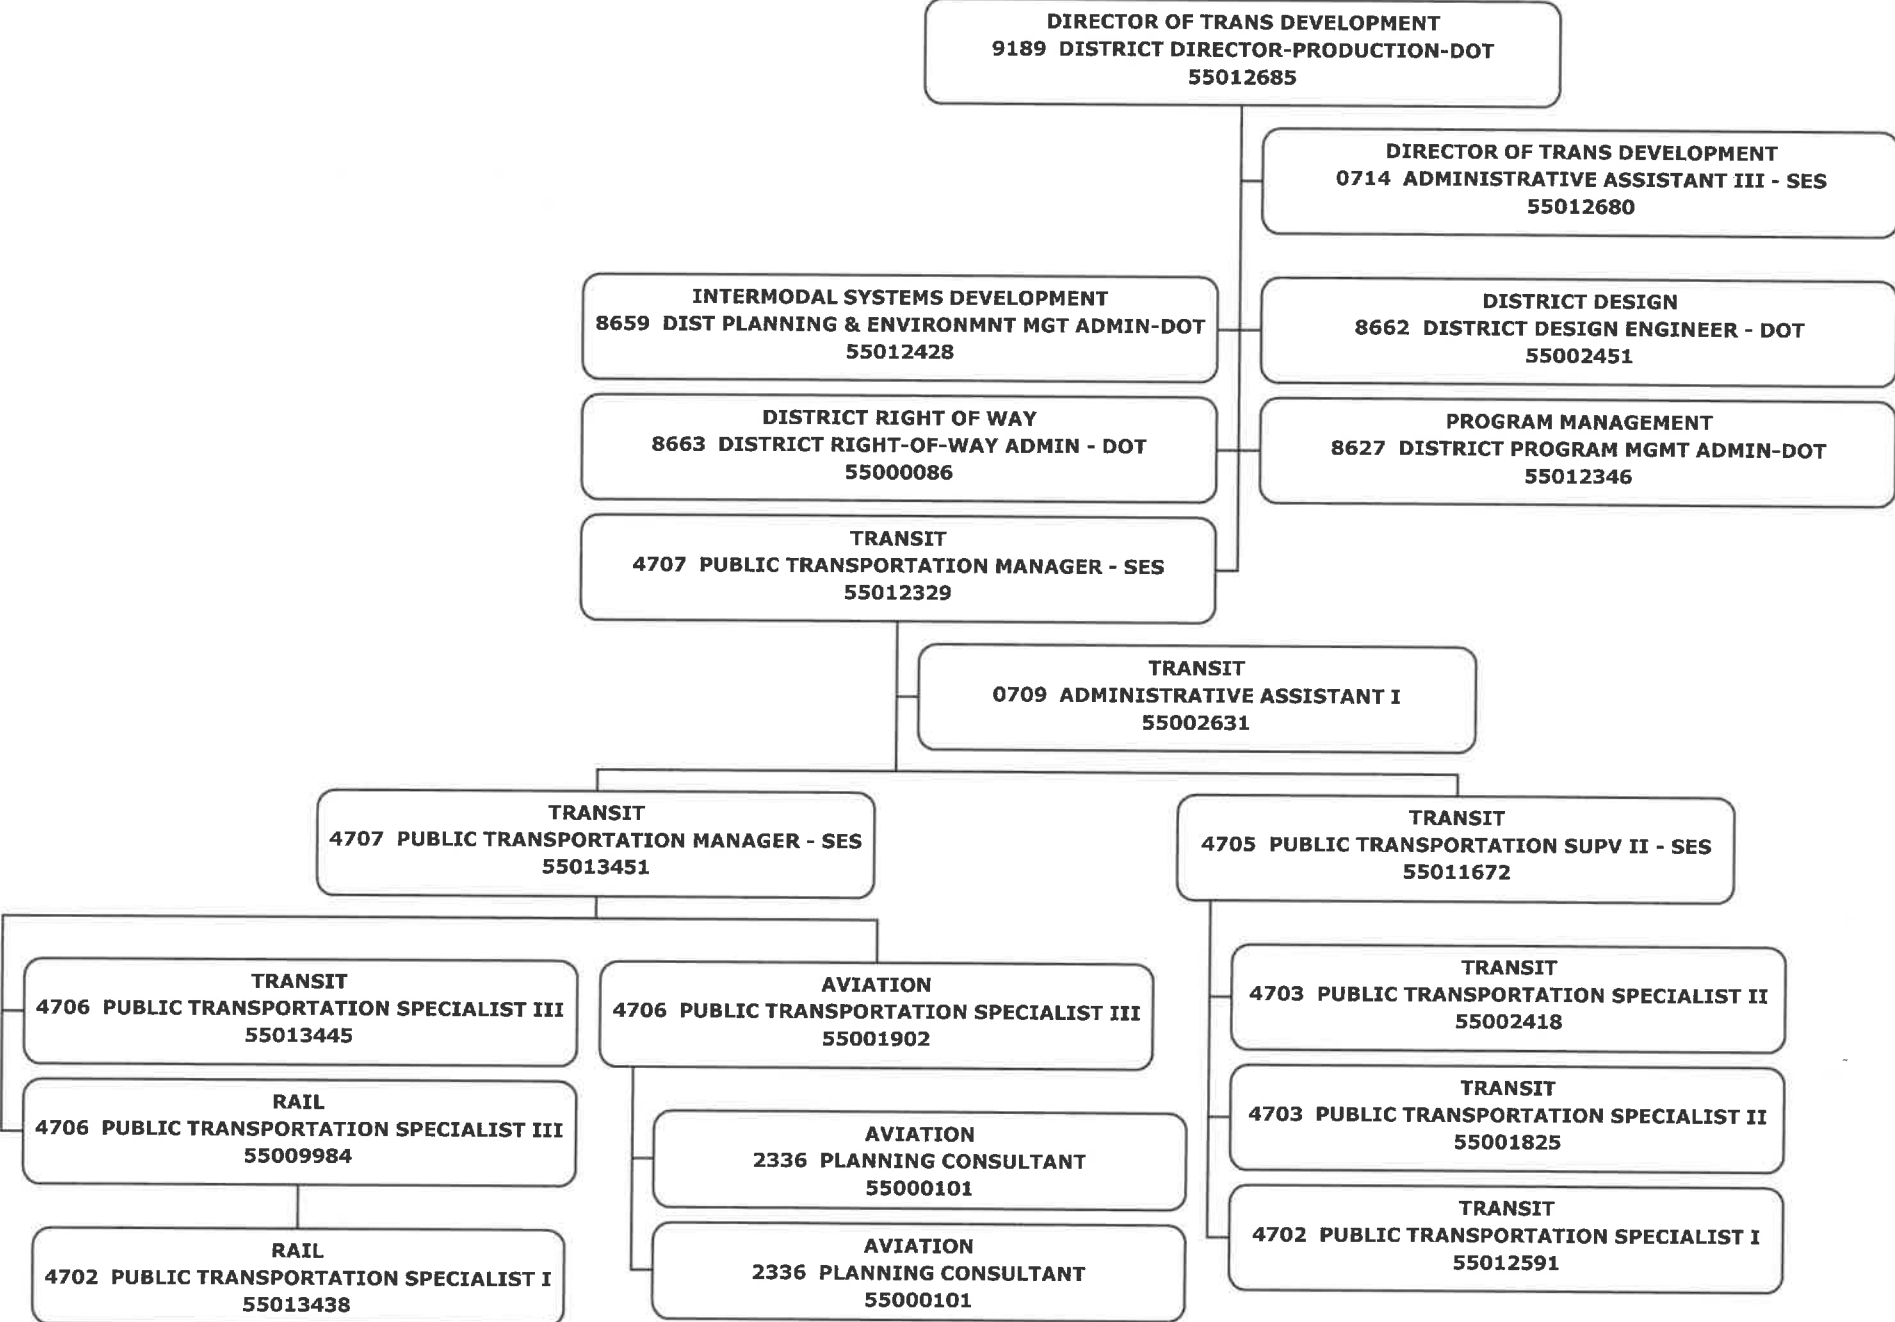 DIRECTOR OF TRANS DEVELOPMENT
9189 DISTRICT DIRECTOR-PRODUCTION-DOT
55012685
DIRECTOR OF TRANS DEVELOPMENT
0714 ADMINISTRATIVE ASSISTANT III - SES
55012680
INTERMODAL SYSTEMS DEVELOPMENT
8659 DIST PLANNING & ENVIRONMNT MGT ADMIN-DOT
55012428
DISTRICT DESIGN
8662 DISTRICT DESIGN ENGINEER - DOT
55002451
DISTRICT RIGHT OF WAY
8663 DISTRICT RIGHT-OF-WAY ADMIN - DOT
55000086
PROGRAM MANAGEMENT
8627 DISTRICT PROGRAM MGMT ADMIN-DOT
55012346
TRANSIT
4707 PUBLIC TRANSPORTATION MANAGER - SES
55012329
TRANSIT
0709 ADMINISTRATIVE ASSISTANT I
55002631
TRANSIT
4707 PUBLIC TRANSPORTATION MANAGER - SES
55013451
TRANSIT
4705 PUBLIC TRANSPORTATION SUPV II - SES
55011672
TRANSIT
4706 PUBLIC TRANSPORTATION SPECIALIST III
55013445
AVIATION
4706 PUBLIC TRANSPORTATION SPECIALIST III
55001902
TRANSIT
4703 PUBLIC TRANSPORTATION SPECIALIST II
55002418
RAIL
4706 PUBLIC TRANSPORTATION SPECIALIST III
55009984
AVIATION
2336 PLANNING CONSULTANT
55000101
TRANSIT
4703 PUBLIC TRANSPORTATION SPECIALIST II
55001825
RAIL
4702 PUBLIC TRANSPORTATION SPECIALIST I
55013438
AVIATION
2336 PLANNING CONSULTANT
55000101
TRANSIT
4702 PUBLIC TRANSPORTATION SPECIALIST I
55012591